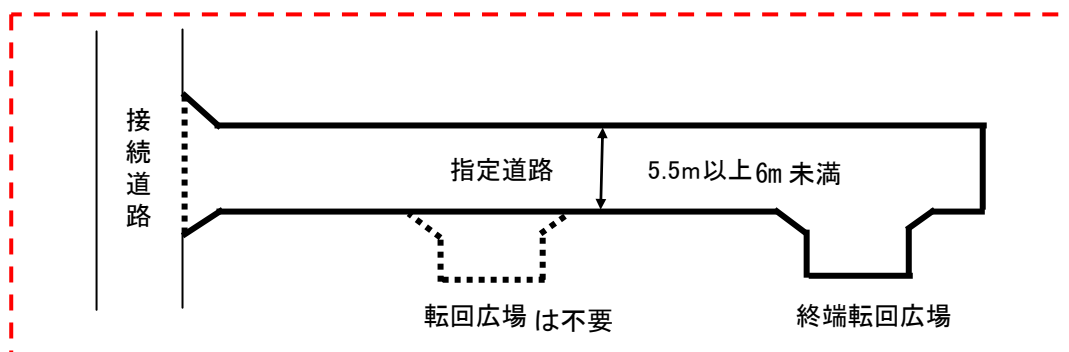 接続道路
指定道路
5.5m以上6m 未満
転回広場は不要
終端転回広場